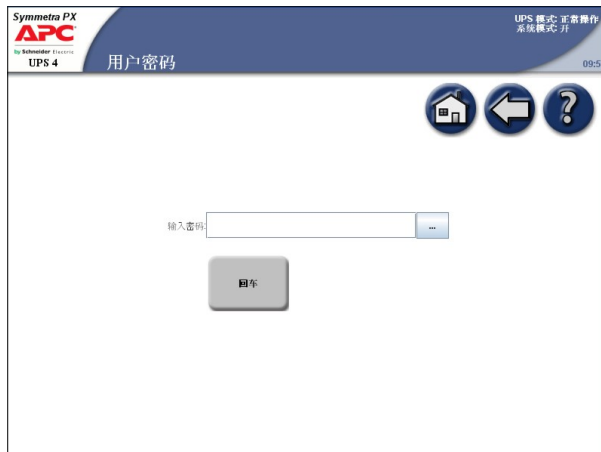 Symmetra PX
APC
by Schneider Electric
UPS 4
用户密码
UPS 模式: 正常操作
系统模式: 开
09:5
输入密码:
...
回车